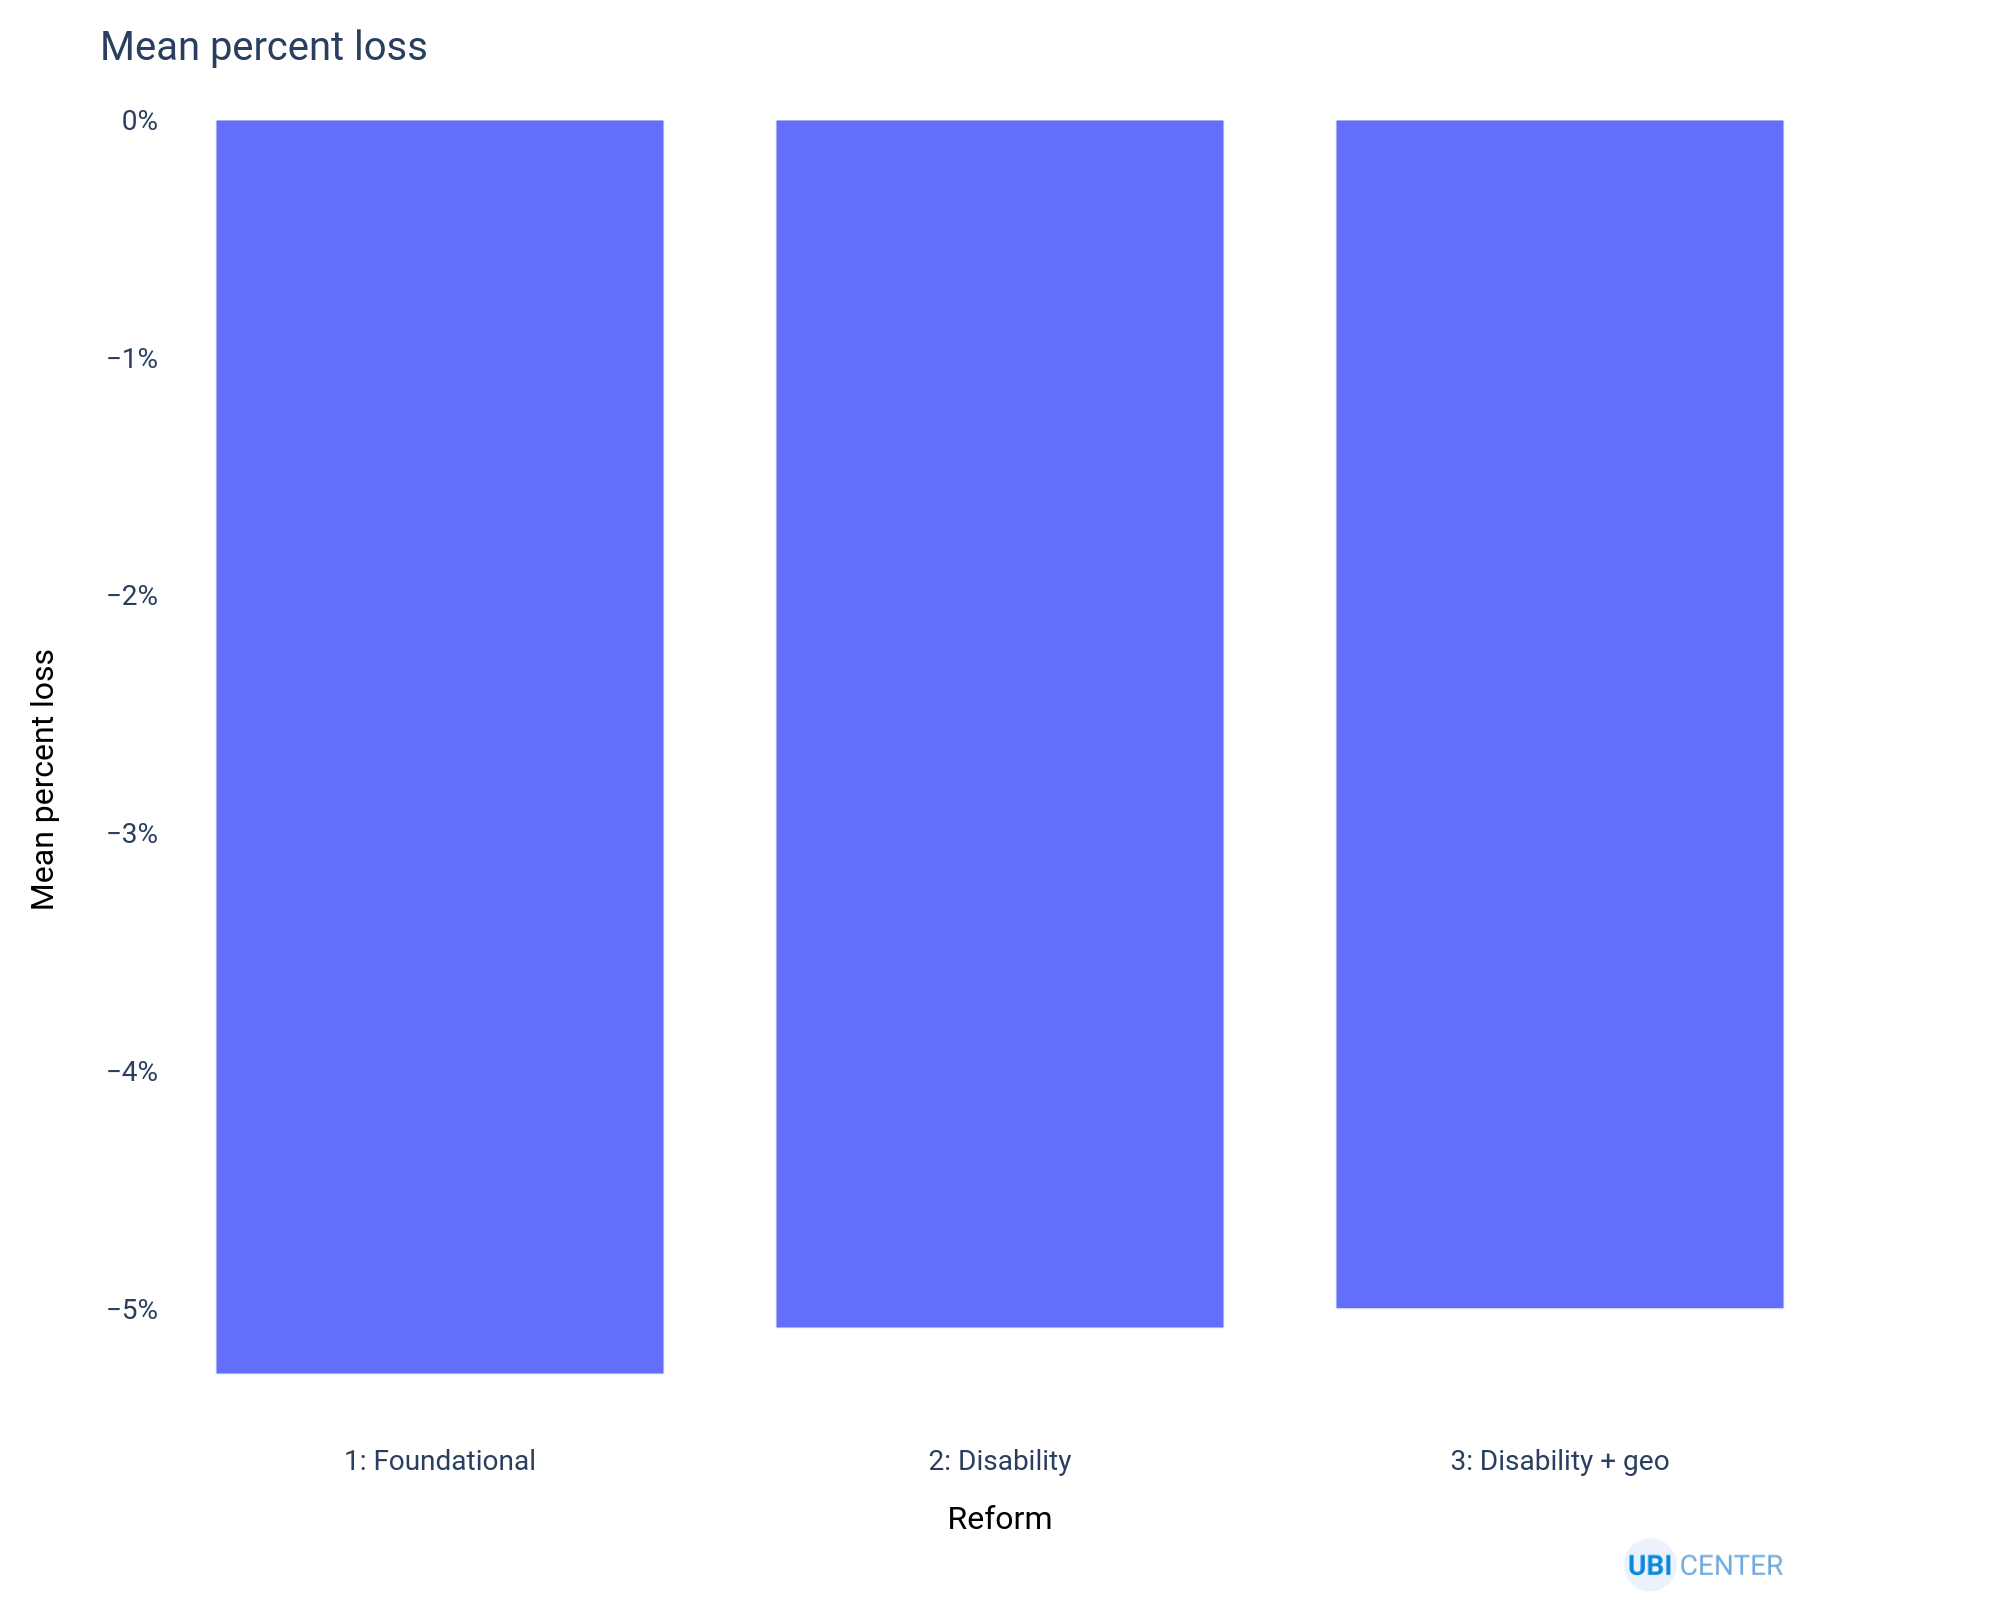 Mean percent loss
0%
−1%
−2%
−3%
−4%
−5%
Mean percent loss
1: Foundational
2: Disability
3: Disability + geo
Reform
UBI CENTER